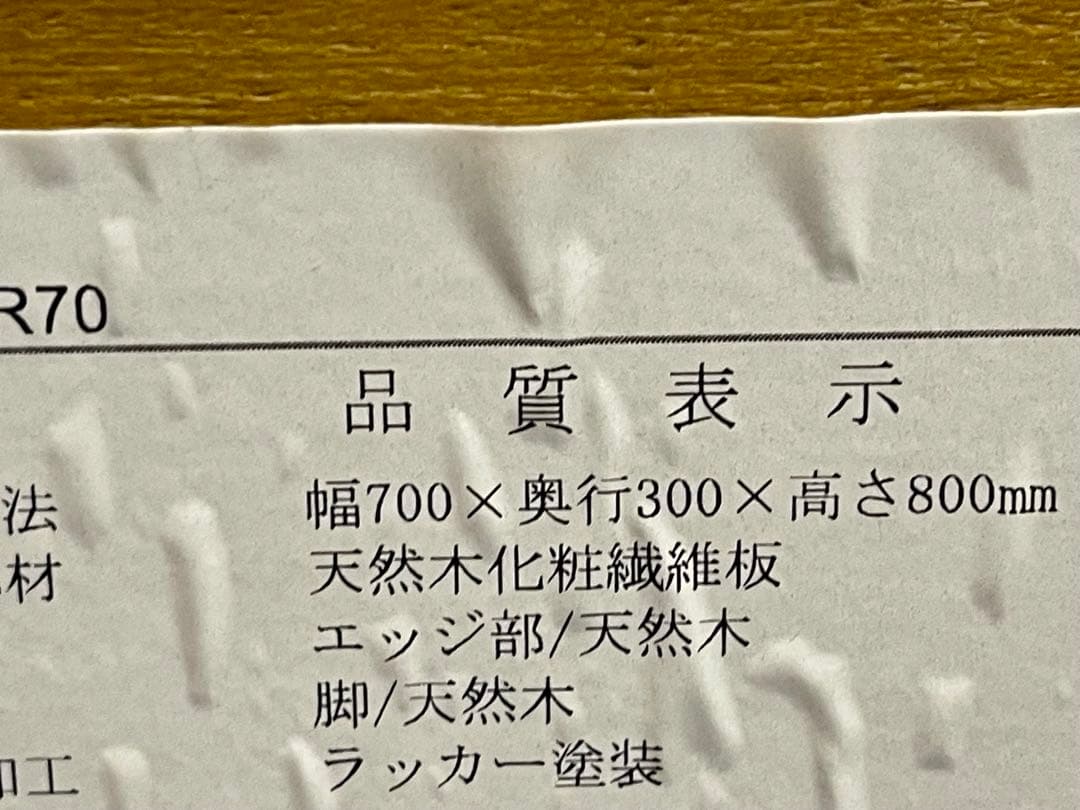 R70
品質表示
法 幅700×奥行300×高さ800mm
材 天然木化粧繊維板
エッジ部/天然木
脚/天然木
加工 ラッカー塗装